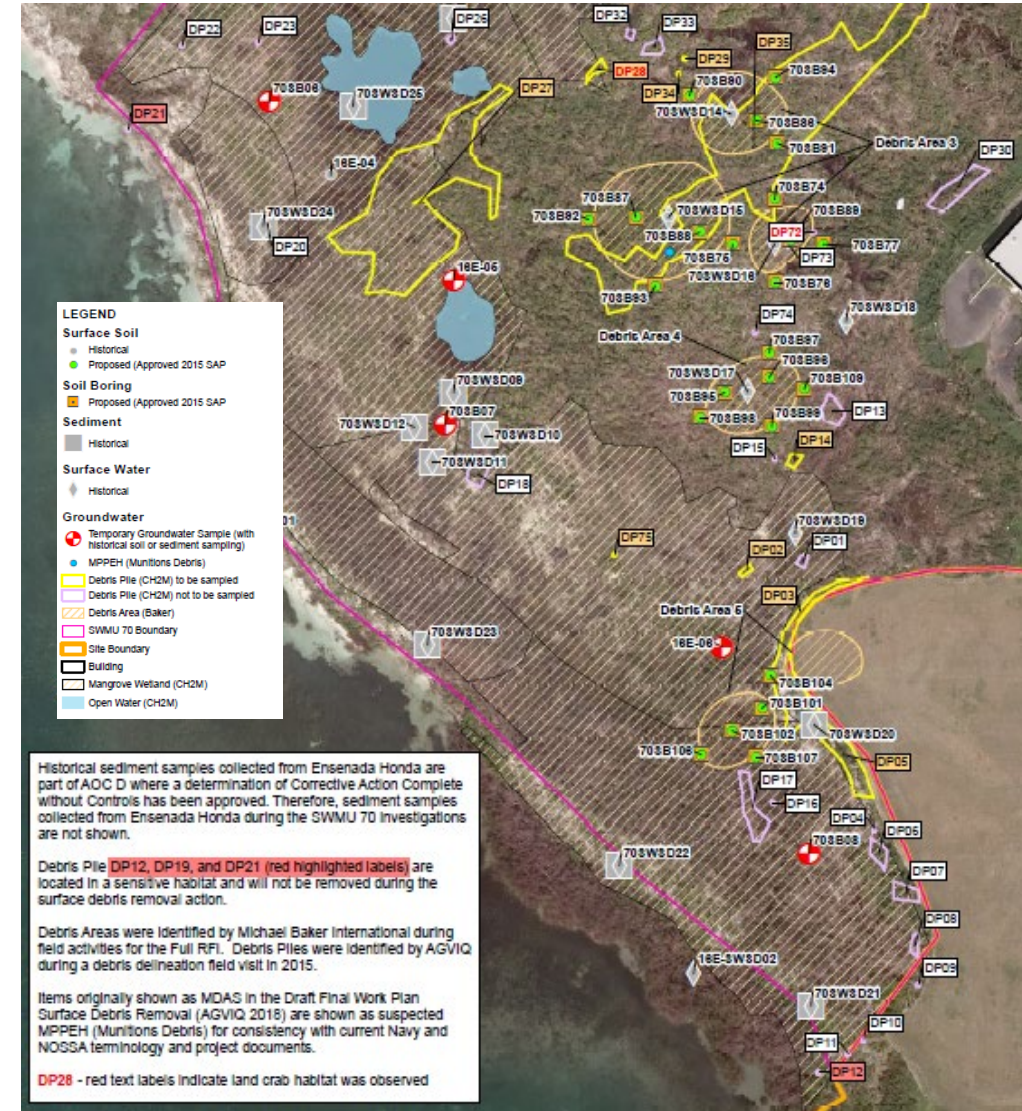 DP22
DP23
DP26
DP32
DP33
DP29
DP35
DP28
70SB94
DP27
DP34
70SB90
DP21
70SB06
70SWSD25
70SWSD14
70SB86
70SB91
Debris Area 3
DP30
16E-04
70SB74
70SB87
70SWSD24
70SB92
70SWSD15
70SB89
DP20
70SB88
DP72
70SB77
70SB75
DP73
16E-05
70SWSD16
70SB93
70SB76
LEGEND
Surface Soil
Historical
Proposed (Approved 2015 SAP
Soil Boring
Proposed (Approved 2015 SAP
Sediment
Historical
Surface Water
Historical
Groundwater
Temporary Groundwater Sample (with
historical soil or sediment sampling)
MPPEH (Munitions Debris)
Debris Pile (CH2M) to be sampled
Debris Pile (CH2M) not to be sampled
Debris Area (Baker)
SWMU 70 Boundary
Site Boundary
Building
Mangrove Wetland (CH2M)
Open Water (CH2M)
DP74
70SWSD18
Debris Area 4
70SB97
70SB96
70SWSD17
70SWSD09
70SB109
70SB95
70SB07
70SWSD12
70SB98
70SB99
DP13
70SWSD10
DP15
DP14
70SWSD11
DP18
01
70SWSD19
DP75
DP02
DP01
DP03
Debris Area 5
70SWSD23
16E-06
70SB104
70SB101
70SB102
70SWSD20
70SB106
70SB107
DP05
DP17
DP16
DP04
DP06
70SB08
70SWSD22
DP07
DP08
16E-SWSD02
DP09
70SWSD21
DP10
DP11
DP12
Historical sediment samples collected from Ensenada Honda are
part of AOC D where a determination of Corrective Action Complete
without Controls has been approved. Therefore, sediment samples
collected from Ensenada Honda during the SWMU 70 Investigations
are not shown.
Debris Pile DP12, DP19, and DP21 (red highlighted labels) are
located in a sensitive habitat and will not be removed during the
surface debris removal action.
Debris Areas were identified by Michael Baker International during
field activities for the Full RFI. Debris Piles were identified by AGVIQ
during a debris delineation field visit in 2015.
Items originally shown as MDAS in the Draft Final Work Plan
Surface Debris Removal (AGVIQ 2018) are shown as suspected
MPPEH (Munitions Debris) for consistency with current Navy and
NOSSA terminology and project documents.
DP28 - red text labels indicate land crab habitat was observed